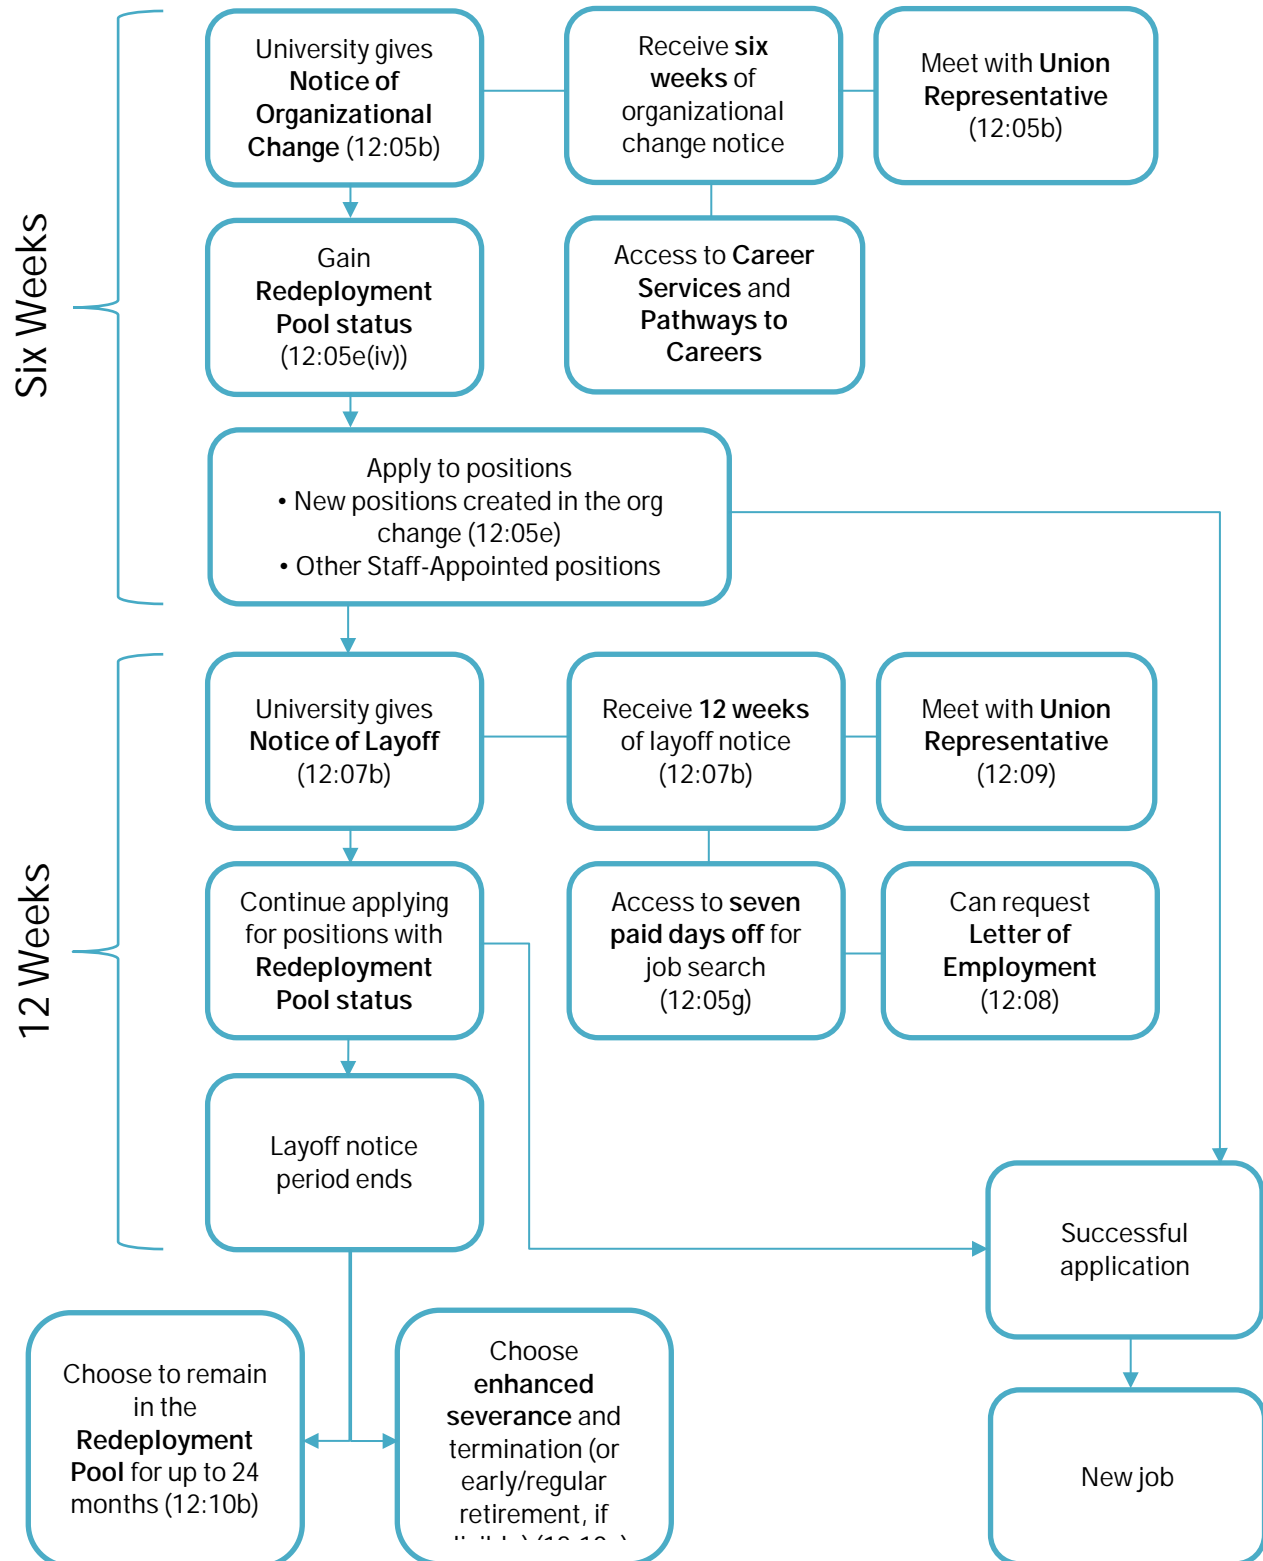 University gives
Notice of
Organizational
Change (12:05b)
Receive six
weeks of
organizational
change notice
Meet with Union
Representative
(12:05b)
Six Weeks
Gain
Redeployment
Pool status
(12:05e(iv))
Access to Career
Services and
Pathways to
Careers
Apply to positions
• New positions created in the org
change (12:05e)
• Other Staff-Appointed positions
University gives
Notice of Layoff
(12:07b)
Receive 12 weeks
of layoff notice
(12:07b)
Meet with Union
Representative
(12:09)
12 Weeks
Continue applying
for positions with
Redeployment
Pool status
Access to seven
paid days off for
job search
(12:05g)
Can request
Letter of
Employment
(12:08)
Layoff notice
period ends
Successful
application
Choose to remain
in the
Redeployment
Pool for up to 24
months (12:10b)
Choose
enhanced
severance and
termination (or
early/regular
retirement, if
New job